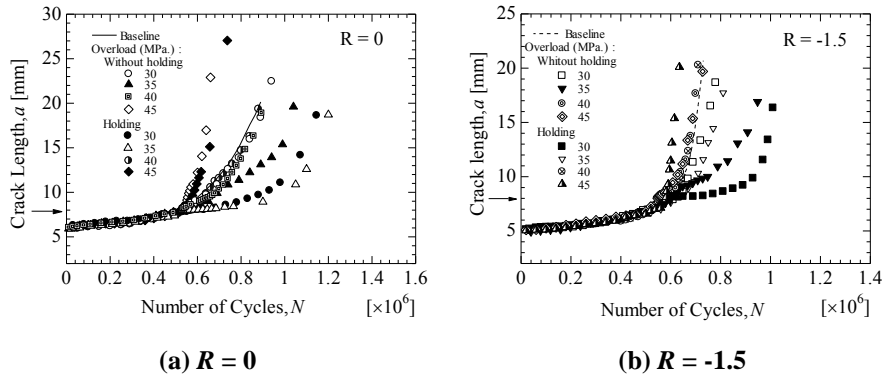 30
25
20
15
10
5
Crack Length, a [mm]
R = 0
Baseline
Overload (MPa.) :
Without holding
30
35
40
45
Holding
30
35
40
45
0 0.2 0.4 0.6 0.8 1 1.2 1.4 1.6
Number of Cycles, N [×10⁶]
(a) R = 0
25
20
15
10
5
Crack length, a [mm]
R = -1.5
Baseline
Overload (MPa.) :
Whitout holding
30
35
40
45
Holding
30
35
40
45
0 0.2 0.4 0.6 0.8 1 1.2 1.4
Number of Cycles, N [×10⁶]
(b) R = -1.5